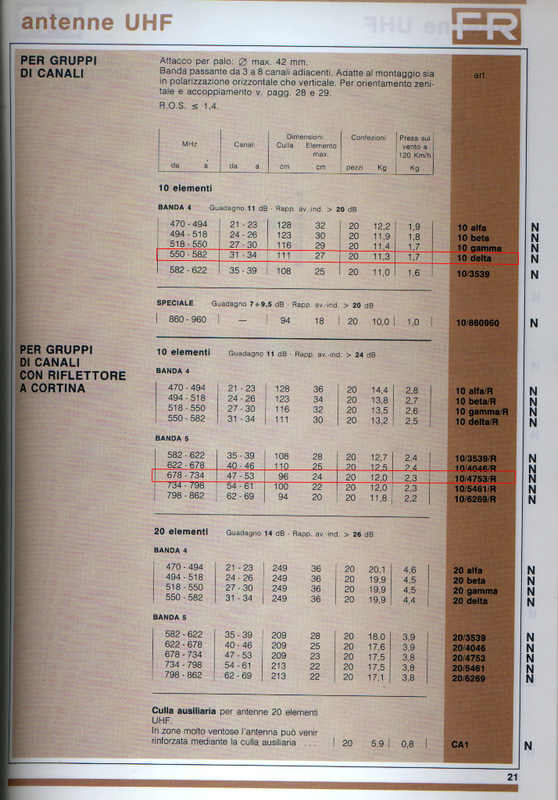 antenne UHF
FR
PER GRUPPI
DI CANALI
Attacco per palo: Ø max. 42 mm.
Banda passante da 3 a 8 canali adiacenti. Adatte al montaggio sia
in polarizzazione orizzontale che verticale. Per orientamento zeni-
tale e accoppiamento v. pagg. 28 e 29.
R.O.S. ≤ 1,4.
art.
MHz Canali Dimensioni Confezioni Presa sul
Culla Elemento vento a
max. 120 Km/h
da a da a cm cm pezzi Kg Kg
10 elementi
BANDA 4 Guadagno 11 dB - Rapp. av.-ind. > 20 dB
470 - 494 21 - 23 128 32 20 12,2 1,9 10 alfa N
494 - 518 24 - 26 123 30 20 11,9 1,8 10 beta N
518 - 550 27 - 30 116 29 20 11,4 1,7 10 gamma N
550 - 582 31 - 34 111 27 20 11,3 1,7 10 delta N
582 - 622 35 - 39 108 25 20 11,0 1,6 10/3539 N
SPECIALE Guadagno 7÷9,5 dB - Rapp. av.-ind. > 20 dB
860 - 960 — 94 18 20 10,0 1,0 10/860960 N
PER GRUPPI
DI CANALI
CON RIFLETTORE
A CORTINA
10 elementi Guadagno 11 dB - Rapp. av.-ind. > 24 dB
BANDA 4
470 - 494 21 - 23 128 36 20 14,4 2,8 10 alfa/R N
494 - 518 24 - 26 123 34 20 13,8 2,7 10 beta/R N
518 - 550 27 - 30 116 32 20 13,5 2,6 10 gamma/R N
550 - 582 31 - 34 111 30 20 13,2 2,5 10 delta/R N
BANDA 5
582 - 622 35 - 39 108 28 20 12,7 2,4 10/3539/R N
622 - 678 40 - 46 110 25 20 12,5 2,4 10/4046/R N
678 - 734 47 - 53 96 24 20 12,0 2,3 10/4753/R N
734 - 798 54 - 61 100 22 20 12,0 2,3 10/5461/R N
798 - 862 62 - 69 94 20 20 11,8 2,2 10/6269/R N
20 elementi Guadagno 14 dB - Rapp. av.-ind. > 26 dB
BANDA 4
470 - 494 21 - 23 249 36 20 20,1 4,6 20 alfa N
494 - 518 24 - 26 249 36 20 19,9 4,5 20 beta N
518 - 550 27 - 30 249 36 20 19,9 4,5 20 gamma N
550 - 582 31 - 34 249 36 20 19,9 4,4 20 delta N
BANDA 5
582 - 622 35 - 39 209 28 20 18,0 3,9 20/3539 N
622 - 678 40 - 46 209 25 20 17,6 3,9 20/4046 N
678 - 734 47 - 53 209 23 20 17,5 3,8 20/4753 N
734 - 798 54 - 61 213 22 20 17,5 3,8 20/5461 N
798 - 862 62 - 69 213 22 20 17,1 3,8 20/6269 N
Culla ausiliaria per antenne 20 elementi
UHF.
In zone molto ventose l'antenna può venir
rinforzata mediante la culla ausiliaria ... 20 5,9 0,8 CA1 N
21